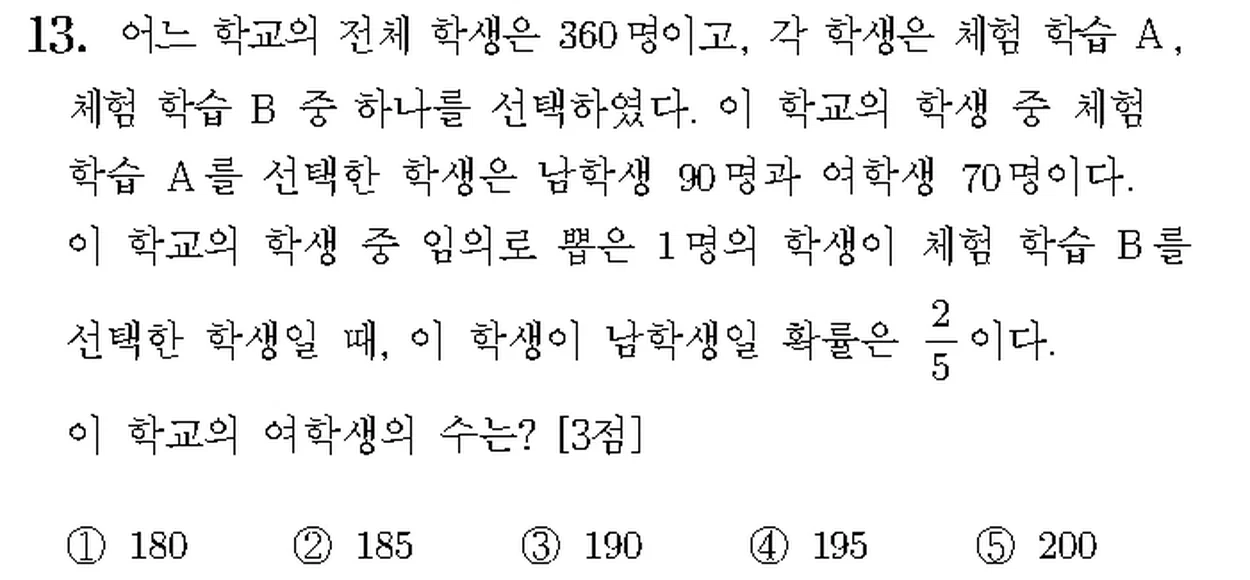 13. 어느 학교의 전체 학생은 360명이고, 각 학생은 체험 학습 A,
체험 학습 B 중 하나를 선택하였다. 이 학교의 학생 중 체험
학습 A를 선택한 학생은 남학생 90명과 여학생 70명이다.
이 학교의 학생 중 임의로 뽑은 1명의 학생이 체험 학습 B를
선택한 학생일 때, 이 학생이 남학생일 확률은 2/5이다.
이 학교의 여학생의 수는? [3점]
① 180 ② 185 ③ 190 ④ 195 ⑤ 200